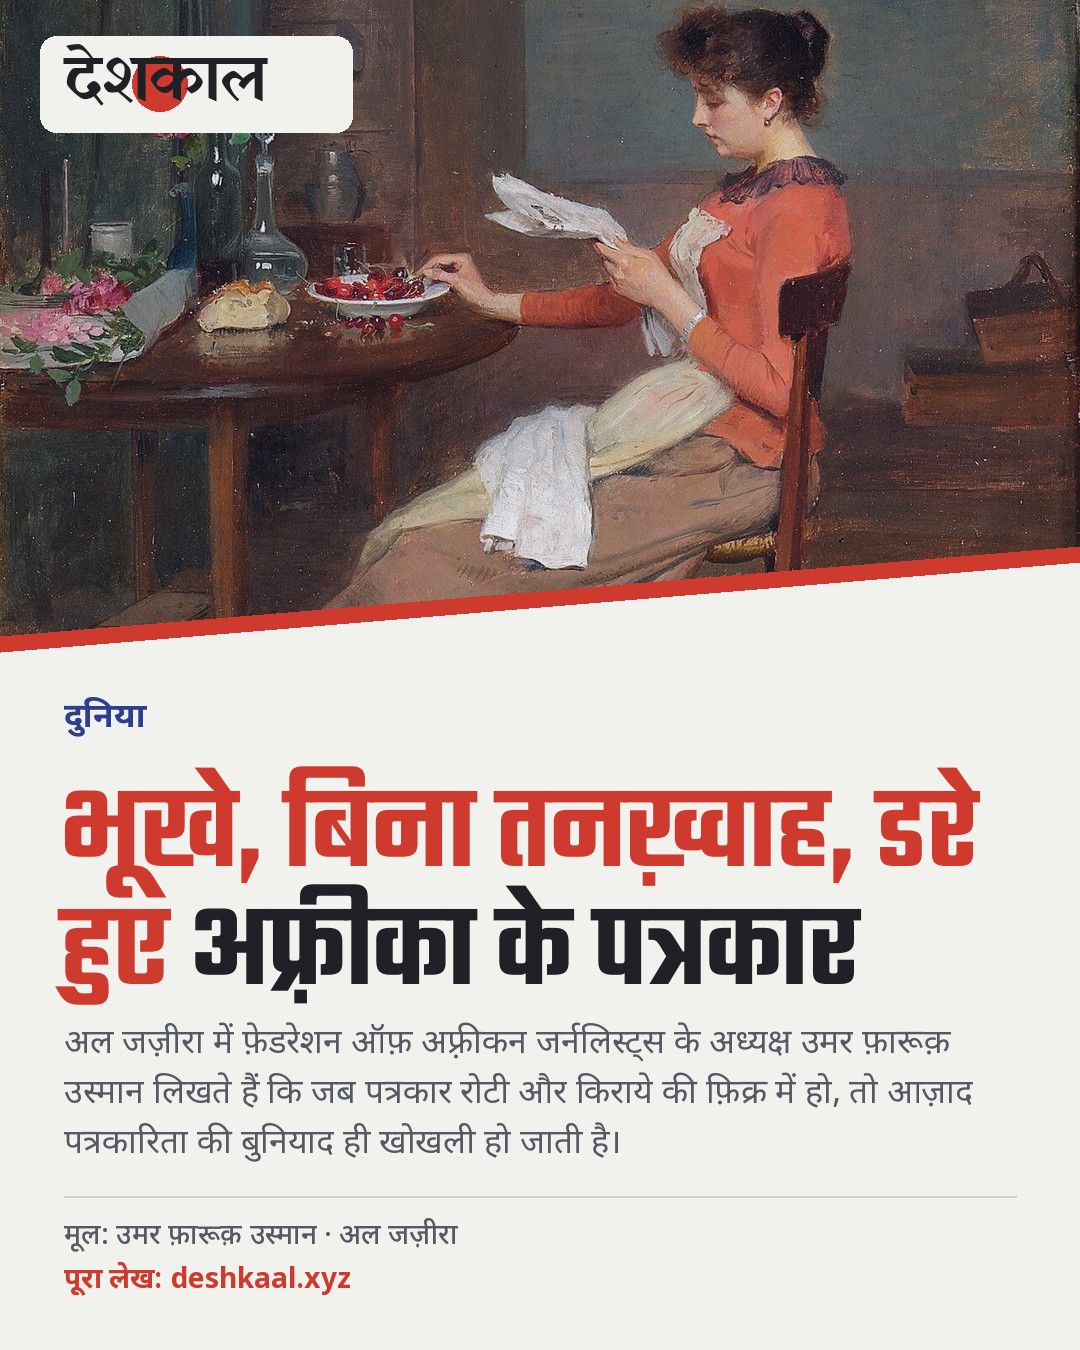 देशकाल
दुनिया
भूखे, बिना तनख़्वाह, डरे
हुए अफ़्रीका के पत्रकार
अल जज़ीरा में फ़ेडरेशन ऑफ़ अफ़्रीकन जर्नलिस्ट्स के अध्यक्ष उमर फ़ारूक़
उस्मान लिखते हैं कि जब पत्रकार रोटी और किराये की फ़िक्र में हो, तो आज़ाद
पत्रकारिता की बुनियाद ही खोखली हो जाती है।
मूल: उमर फ़ारूक़ उस्मान · अल जज़ीरा
पूरा लेख: deshkaal.xyz